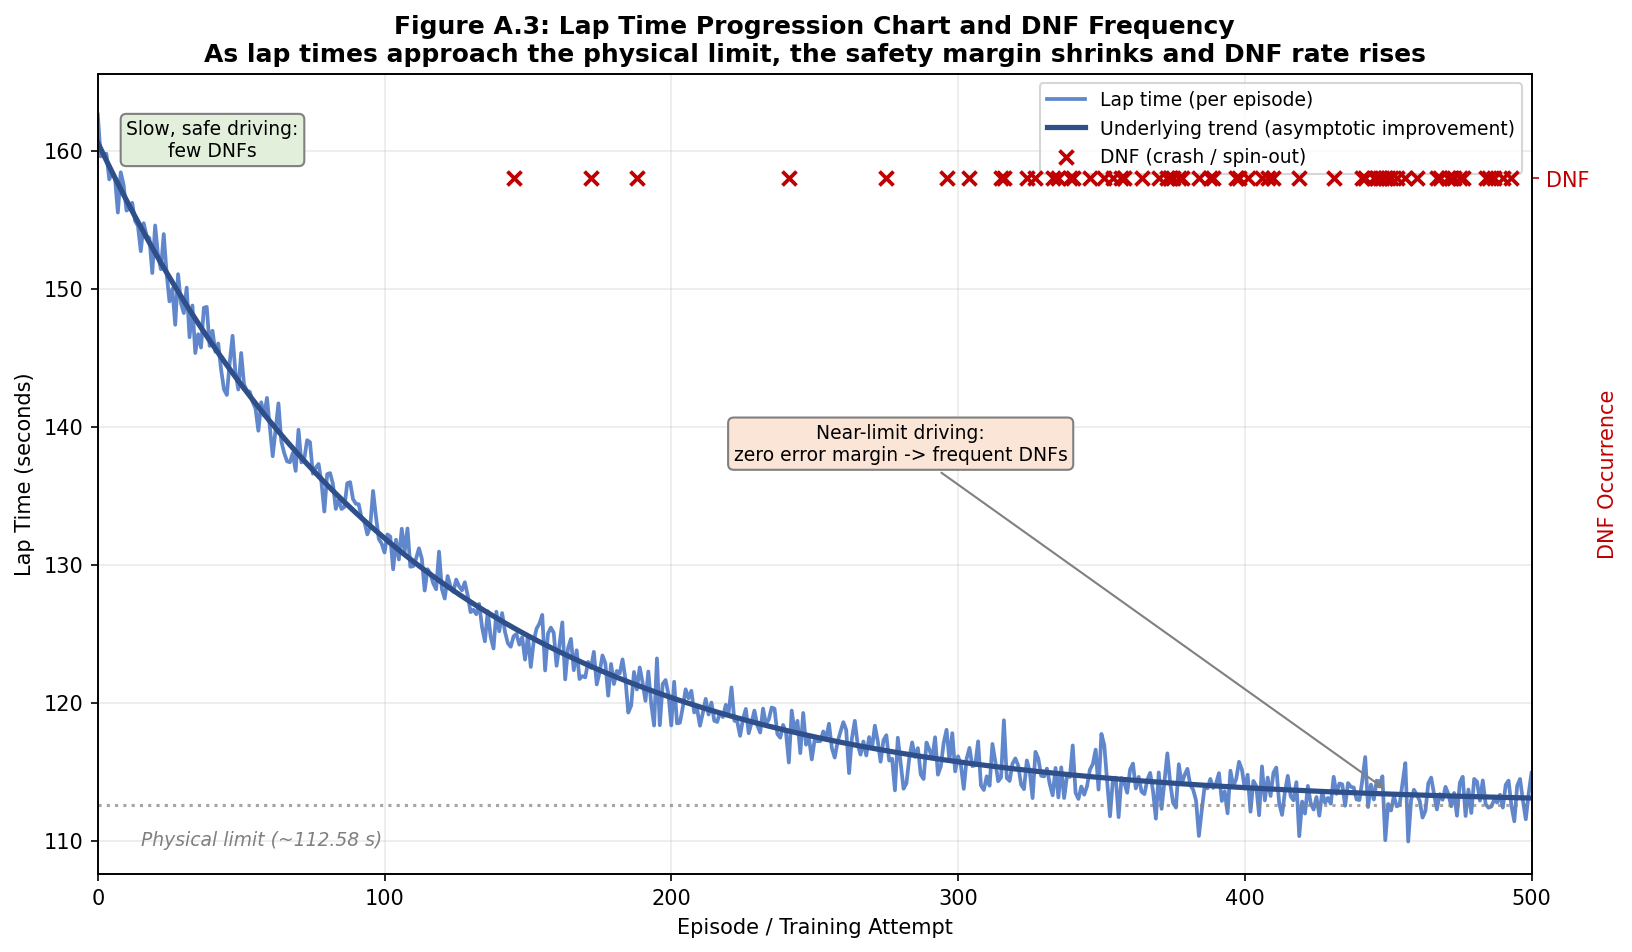 Figure A.3: Lap Time Progression Chart and DNF Frequency
As lap times approach the physical limit, the safety margin shrinks and DNF rate rises
Lap time (per episode)
Underlying trend (asymptotic improvement)
DNF (crash / spin-out)
Slow, safe driving:
few DNFs
DNF
Near-limit driving:
zero error margin -> frequent DNFs
Physical limit (~112.58 s)
160
150
140
130
120
110
Lap Time (seconds)
DNF Occurrence
0
100
200
300
400
500
Episode / Training Attempt